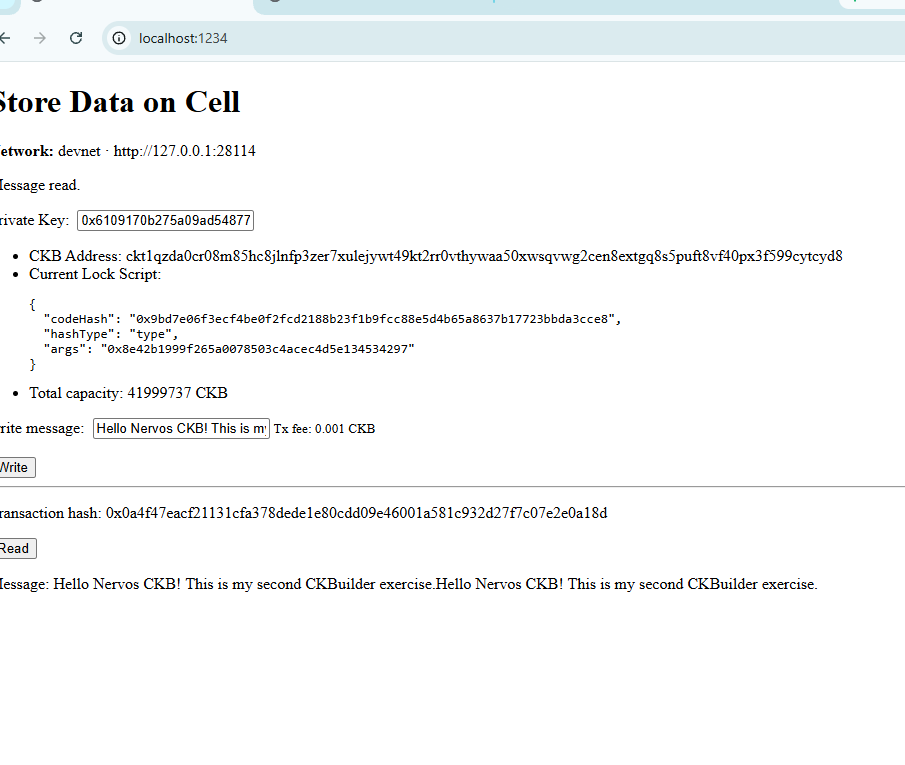 localhost:1234
Store Data on Cell
etwork: devnet · http://127.0.0.1:28114
Message read.
rivate Key: 0x6109170b275a09ad54877
CKB Address: ckt1qzda0cr08m85hc8jlnfp3zer7xulejywt49kt2rr0vthywaa50xwsqvwg2cen8extgq8s5puft8vf40px3f599cytcyd8
Current Lock Script:
{
"codeHash": "0x9bd7e06f3ecf4be0f2fcd2188b23f1b9fcc88e5d4b65a8637b17723bbda3cce8",
"hashType": "type",
"args": "0x8e42b1999f265a0078503c4acec4d5e134534297"
}
Total capacity: 41999737 CKB
rite message: Hello Nervos CKB! This is my Tx fee: 0.001 CKB
Write
ransaction hash: 0x0a4f47eacf21131cfa378dede1e80cdd09e46001a581c932d27f7c07e2e0a18d
Read
Message: Hello Nervos CKB! This is my second CKBuilder exercise.Hello Nervos CKB! This is my second CKBuilder exercise.